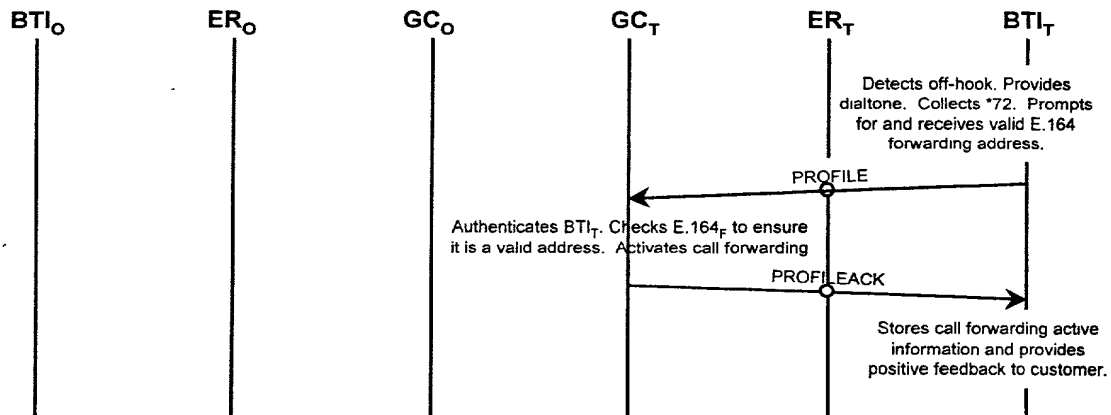 BTIO ERO GCO GCT ERT BTIT
Detects off-hook. Provides
dialtone. Collects *72. Prompts
for and receives valid E.164
forwarding address.
PROFILE
Authenticates BTIT. Checks E.164F to ensure
it is a valid address. Activates call forwarding
PROFILEACK
Stores call forwarding active
information and provides
positive feedback to customer.